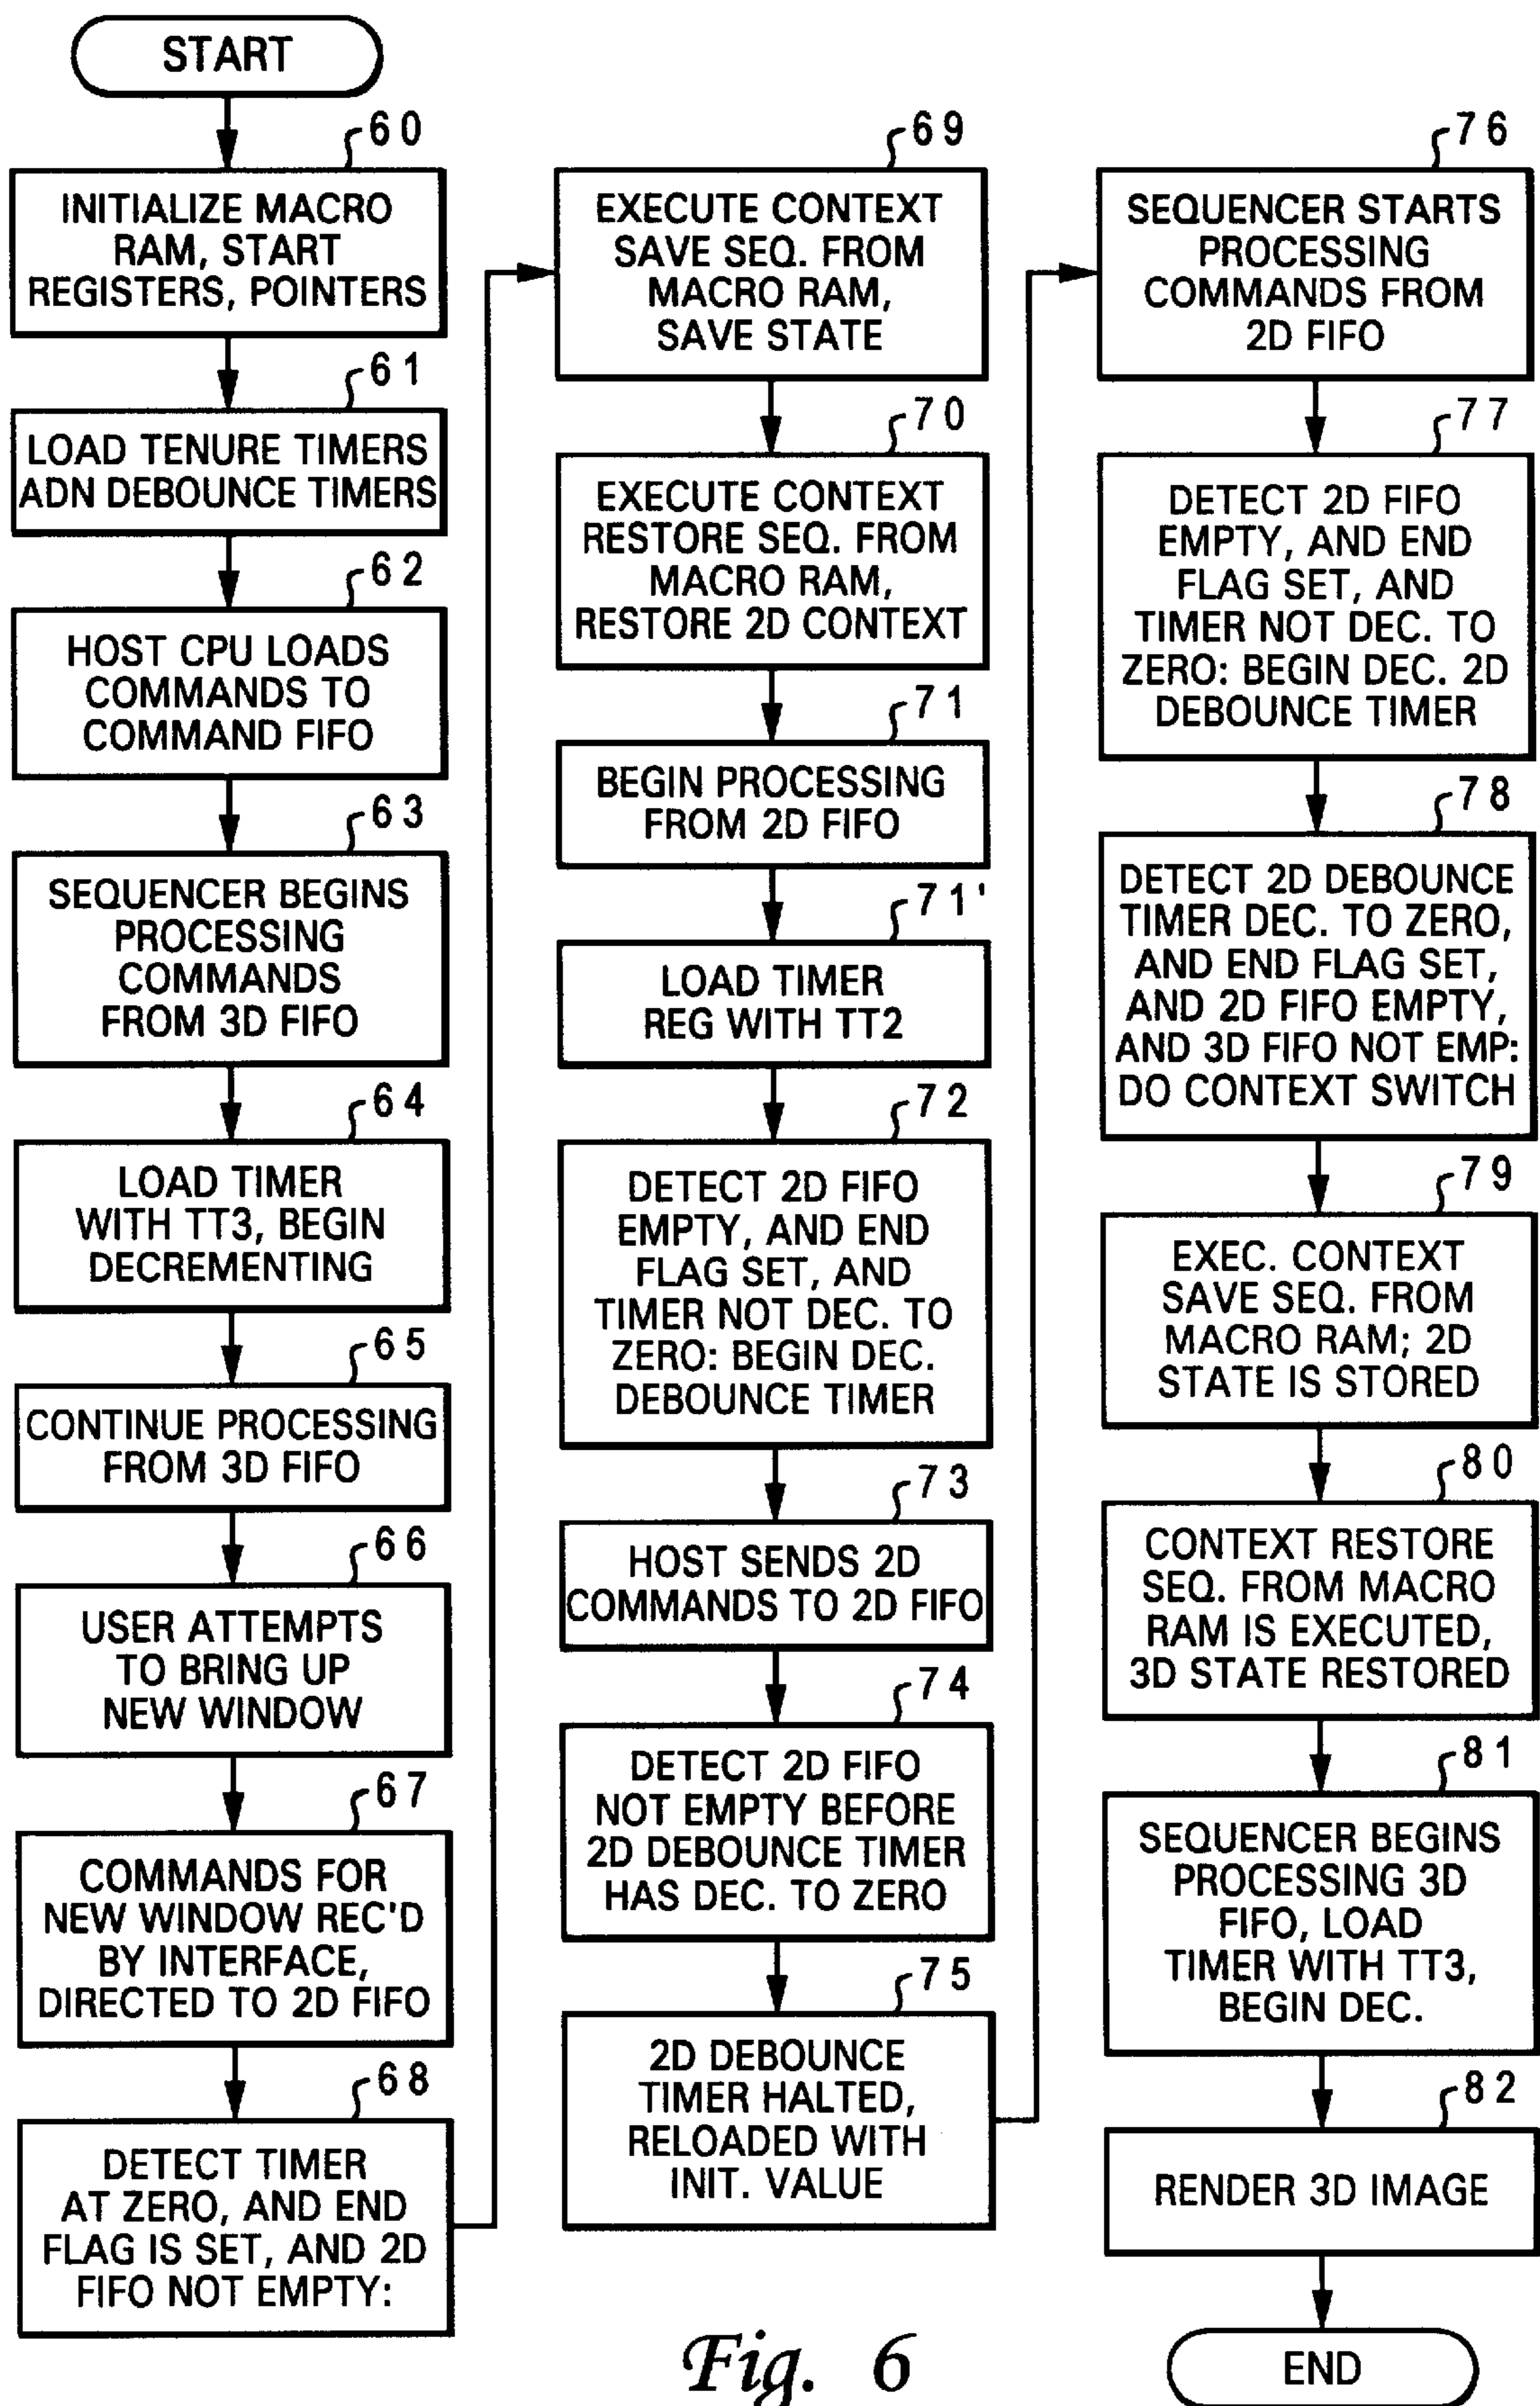 START
60
INITIALIZE MACRO
RAM, START
REGISTERS, POINTERS
61
LOAD TENURE TIMERS
ADN DEBOUNCE TIMERS
62
HOST CPU LOADS
COMMANDS TO
COMMAND FIFO
63
SEQUENCER BEGINS
PROCESSING
COMMANDS
FROM 3D FIFO
64
LOAD TIMER
WITH TT3, BEGIN
DECREMENTING
65
CONTINUE PROCESSING
FROM 3D FIFO
66
USER ATTEMPTS
TO BRING UP
NEW WINDOW
67
COMMANDS FOR
NEW WINDOW REC'D
BY INTERFACE,
DIRECTED TO 2D FIFO
68
DETECT TIMER
AT ZERO, AND END
FLAG IS SET, AND 2D
FIFO NOT EMPTY:
69
EXECUTE CONTEXT
SAVE SEQ. FROM
MACRO RAM,
SAVE STATE
70
EXECUTE CONTEXT
RESTORE SEQ. FROM
MACRO RAM,
RESTORE 2D CONTEXT
71
BEGIN PROCESSING
FROM 2D FIFO
71'
LOAD TIMER
REG WITH TT2
72
DETECT 2D FIFO
EMPTY, AND END
FLAG SET, AND
TIMER NOT DEC. TO
ZERO: BEGIN DEC.
DEBOUNCE TIMER
73
HOST SENDS 2D
COMMANDS TO 2D FIFO
74
DETECT 2D FIFO
NOT EMPTY BEFORE
2D DEBOUNCE TIMER
HAS DEC. TO ZERO
75
2D DEBOUNCE
TIMER HALTED,
RELOADED WITH
INIT. VALUE
76
SEQUENCER STARTS
PROCESSING
COMMANDS FROM
2D FIFO
77
DETECT 2D FIFO
EMPTY, AND END
FLAG SET, AND
TIMER NOT DEC. TO
ZERO: BEGIN DEC. 2D
DEBOUNCE TIMER
78
DETECT 2D DEBOUNCE
TIMER DEC. TO ZERO,
AND END FLAG SET,
AND 2D FIFO EMPTY,
AND 3D FIFO NOT EMP:
DO CONTEXT SWITCH
79
EXEC. CONTEXT
SAVE SEQ. FROM
MACRO RAM; 2D
STATE IS STORED
80
CONTEXT RESTORE
SEQ. FROM MACRO
RAM IS EXECUTED,
3D STATE RESTORED
81
SEQUENCER BEGINS
PROCESSING 3D
FIFO, LOAD
TIMER WITH TT3,
BEGIN DEC.
82
RENDER 3D IMAGE
END
Fig. 6